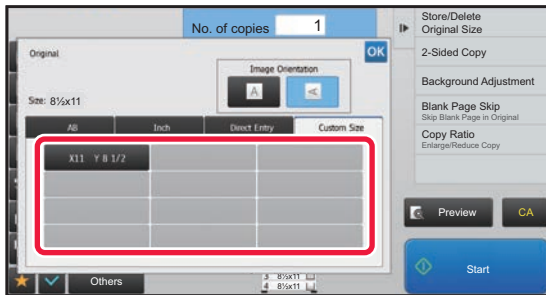 No. of copies 1
Original
OK
Image Orientation
A
A
Size: 8½x11
AB
Inch
Direct Entry
Custom Size
X11 Y 8 1/2
Others
3 8½x11
4 8½x11
Store/Delete
Original Size
2-Sided Copy
Background Adjustment
Blank Page Skip
Skip Blank Page in Original
Copy Ratio
Enlarge/Reduce Copy
Preview
CA
Start